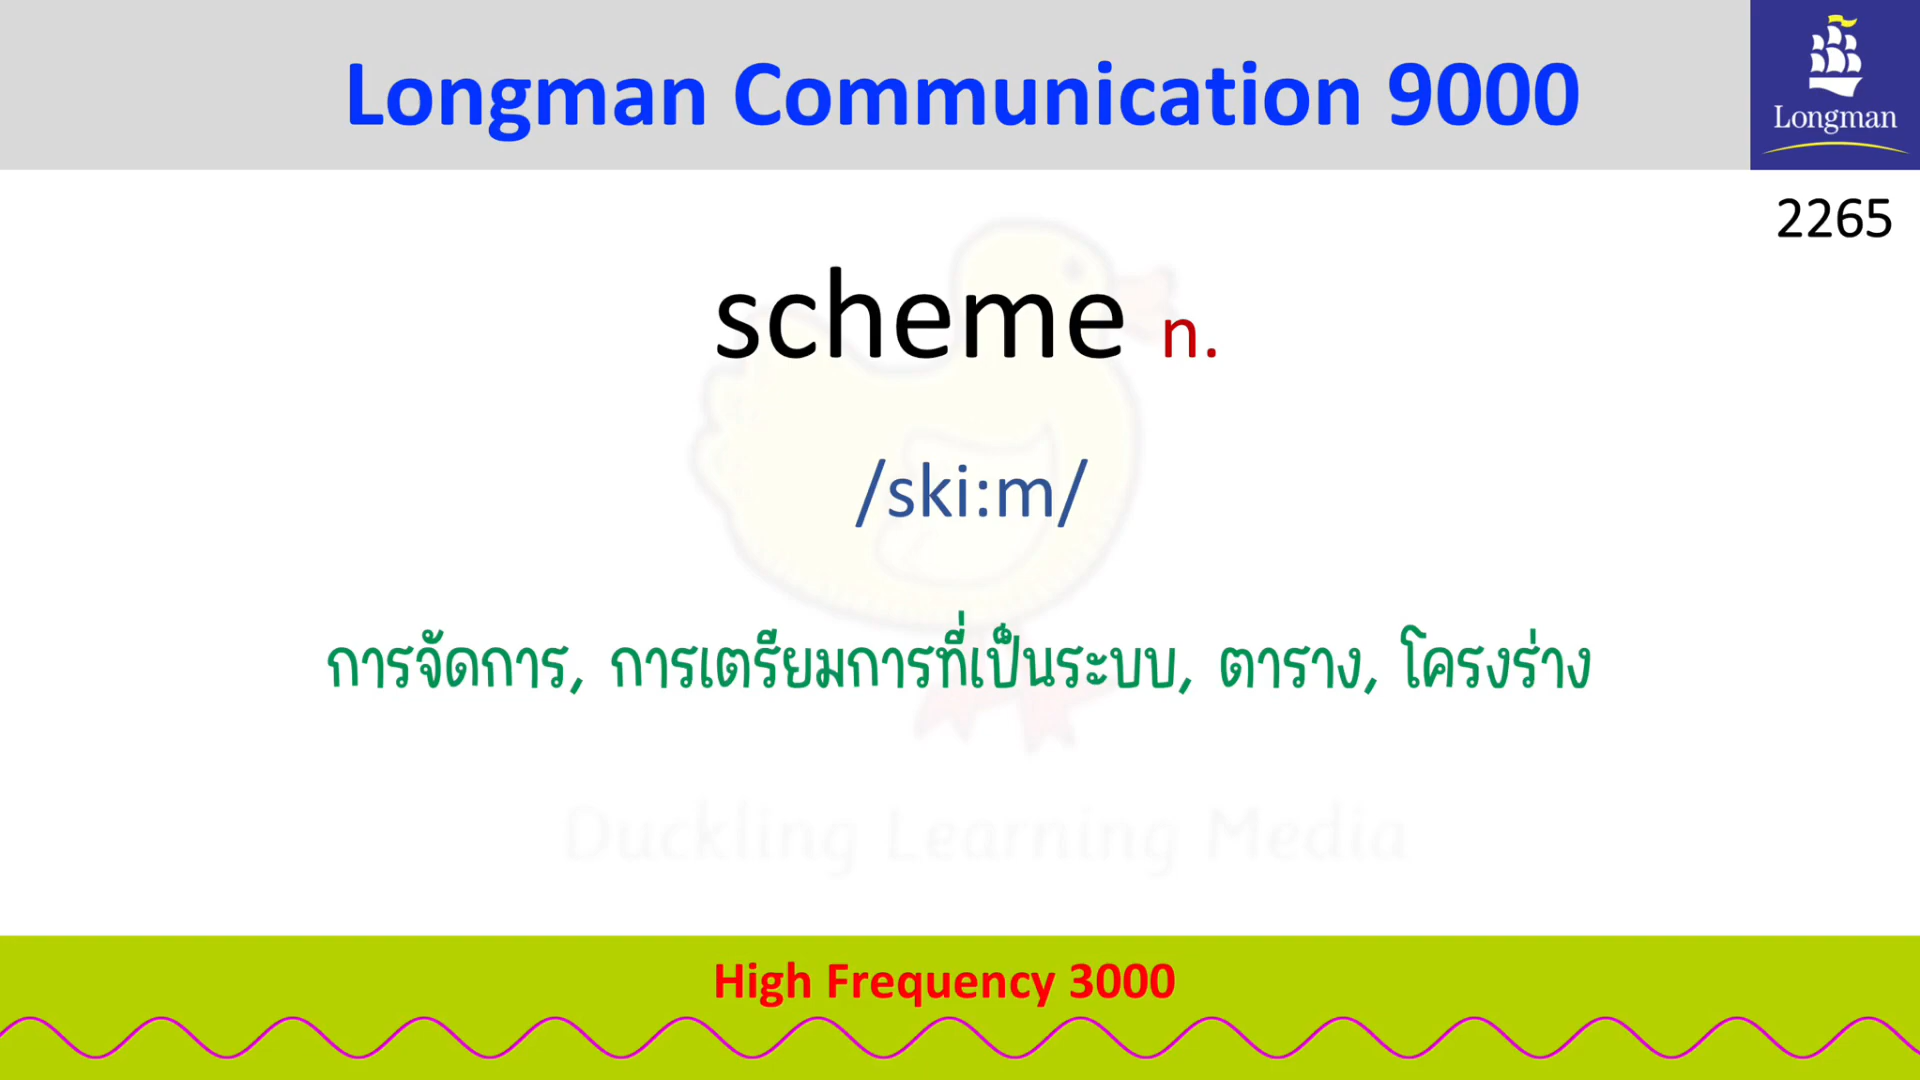 Longman Communication 9000
Longman
2265
scheme n.
/ski:m/
การจัดการ, การเตรียมการที่เป็นระบบ, ตาราง, โครงร่าง
Duckling Learning Media
High Frequency 3000